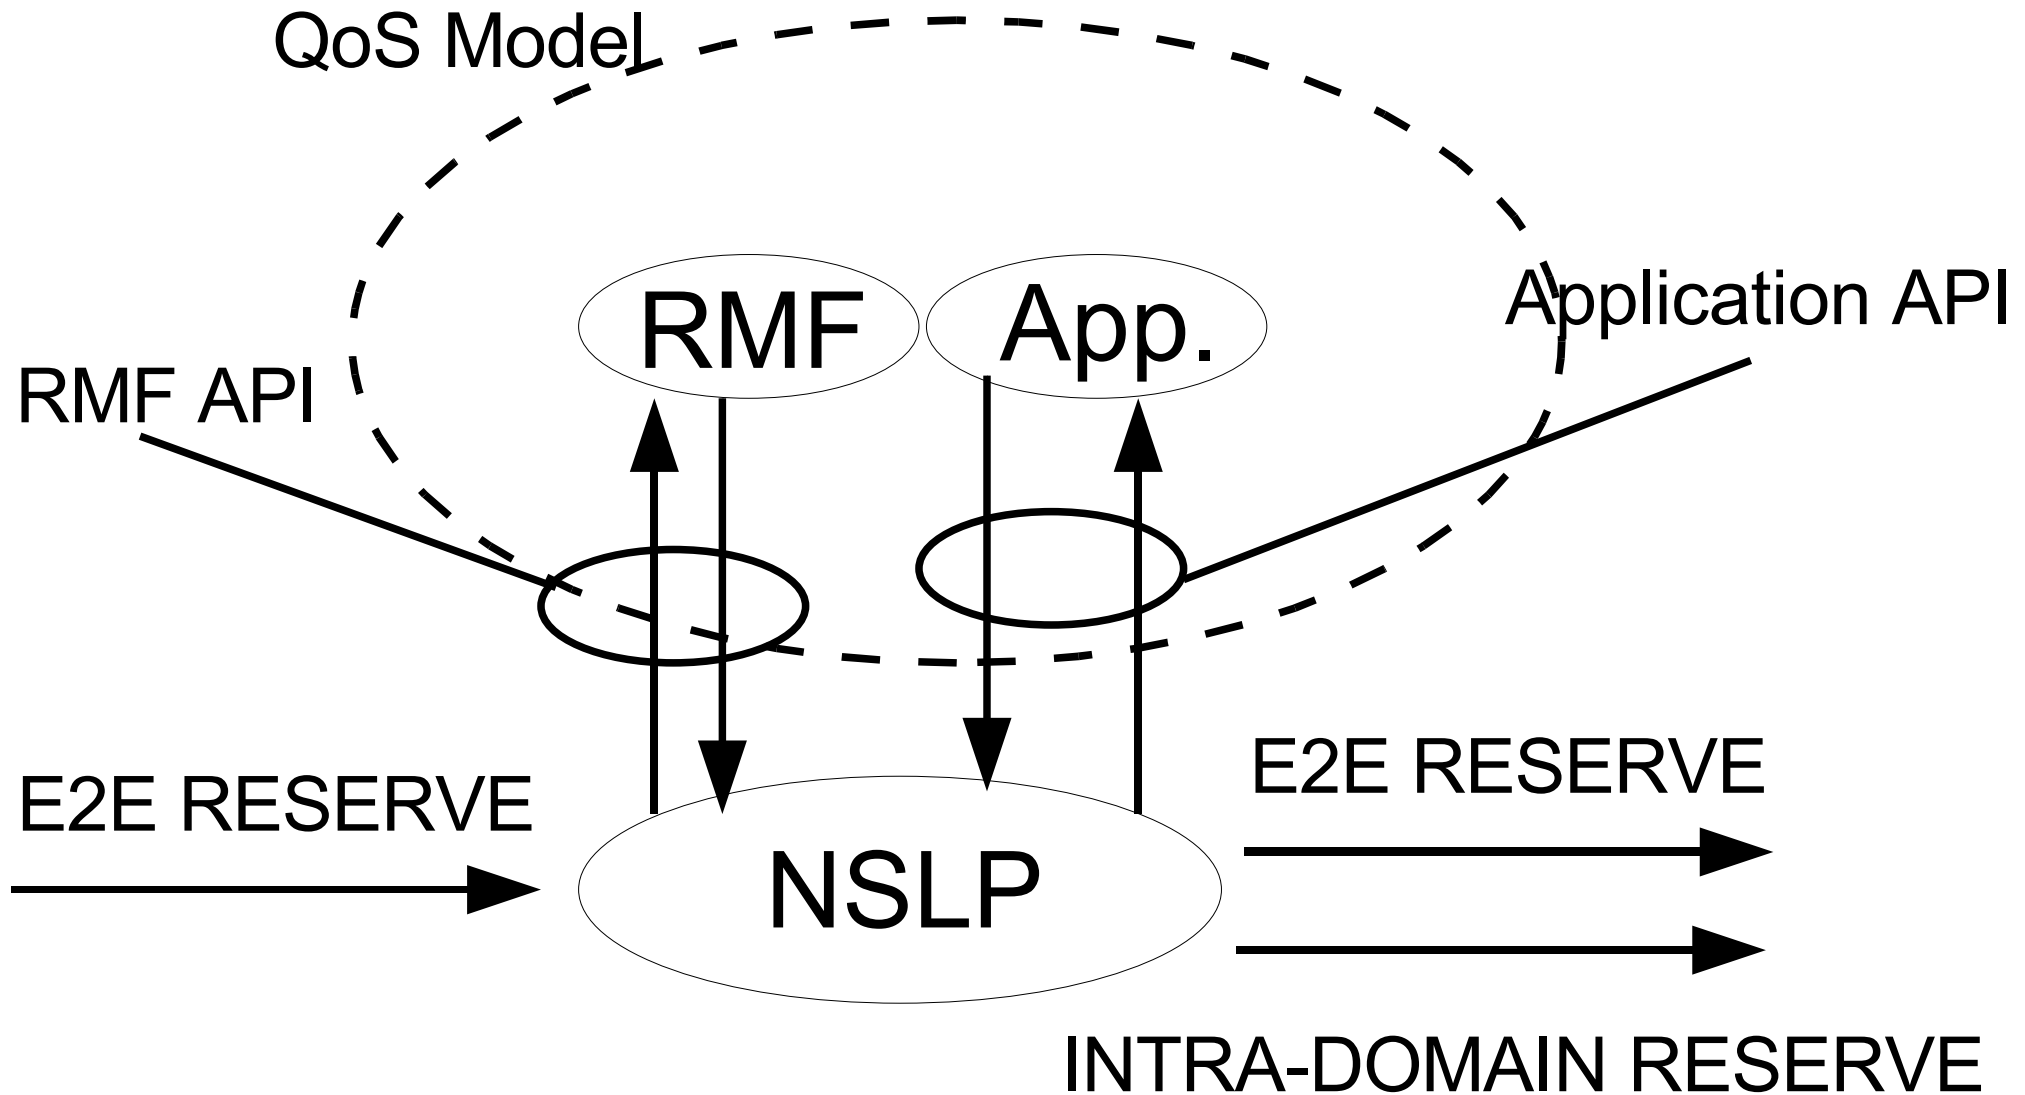 QoS Model
RMF
App.
Application API
RMF API
E2E RESERVE
E2E RESERVE
NSLP
INTRA-DOMAIN RESERVE